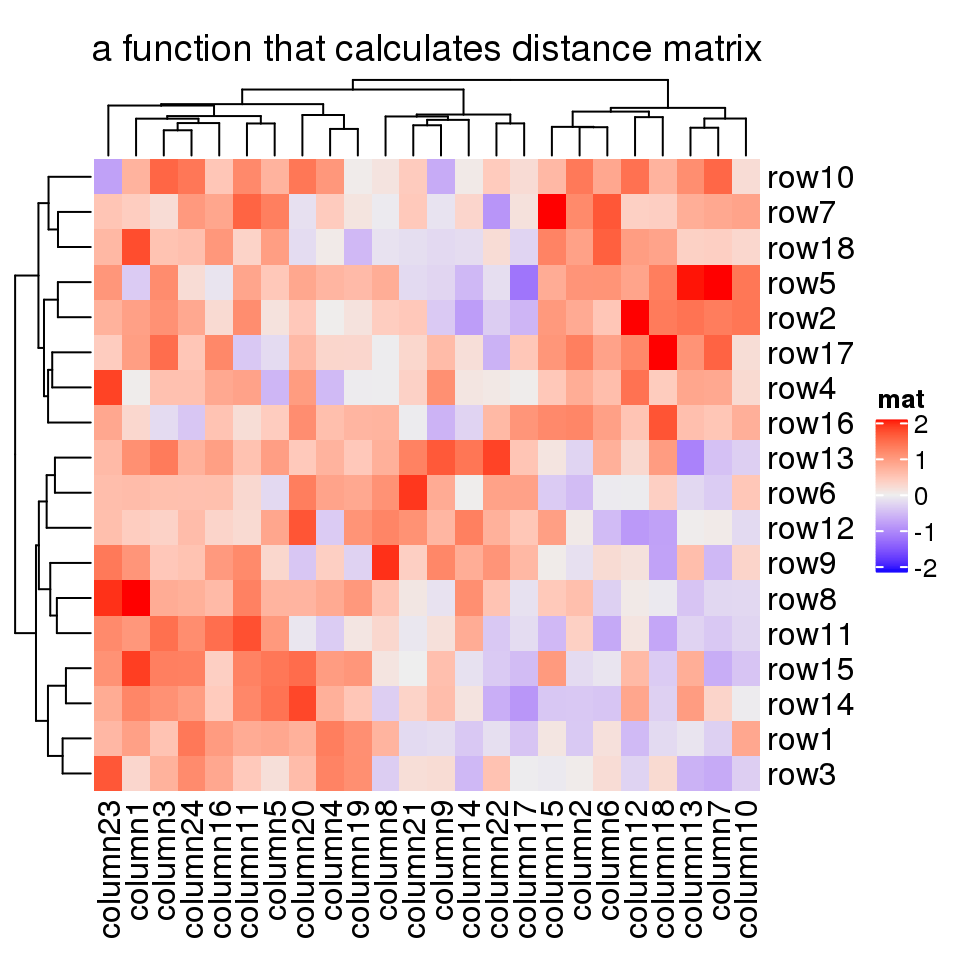 a function that calculates distance matrix
row10
row7
row18
row5
row2
row17
row4
row16
row13
row6
row12
row9
row8
row11
row15
row14
row1
row3
mat
2
1
0
-1
-2
column23
column1
column3
column24
column16
column11
column5
column20
column4
column19
column8
column21
column9
column14
column22
column17
column15
column2
column6
column12
column18
column13
column7
column10